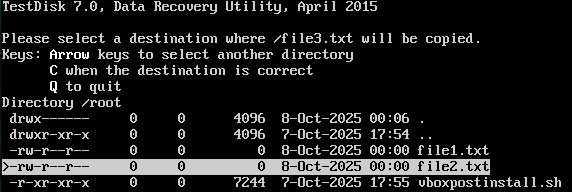 TestDisk 7.0, Data Recovery Utility, April 2015
Please select a destination where /file3.txt will be copied.
Keys: Arrow keys to select another directory
C when the destination is correct
Q to quit
Directory /root
drwx------ 0 0 4096 8-Oct-2025 00:06 .
drwxr-xr-x 0 0 4096 7-Oct-2025 17:54 ..
-rw-r--r-- 0 0 0 8-Oct-2025 00:00 file1.txt
>-rw-r--r-- 0 0 0 8-Oct-2025 00:00 file2.txt
-r-xr-xr-x 0 0 7244 7-Oct-2025 17:55 vboxpostinstall.sh